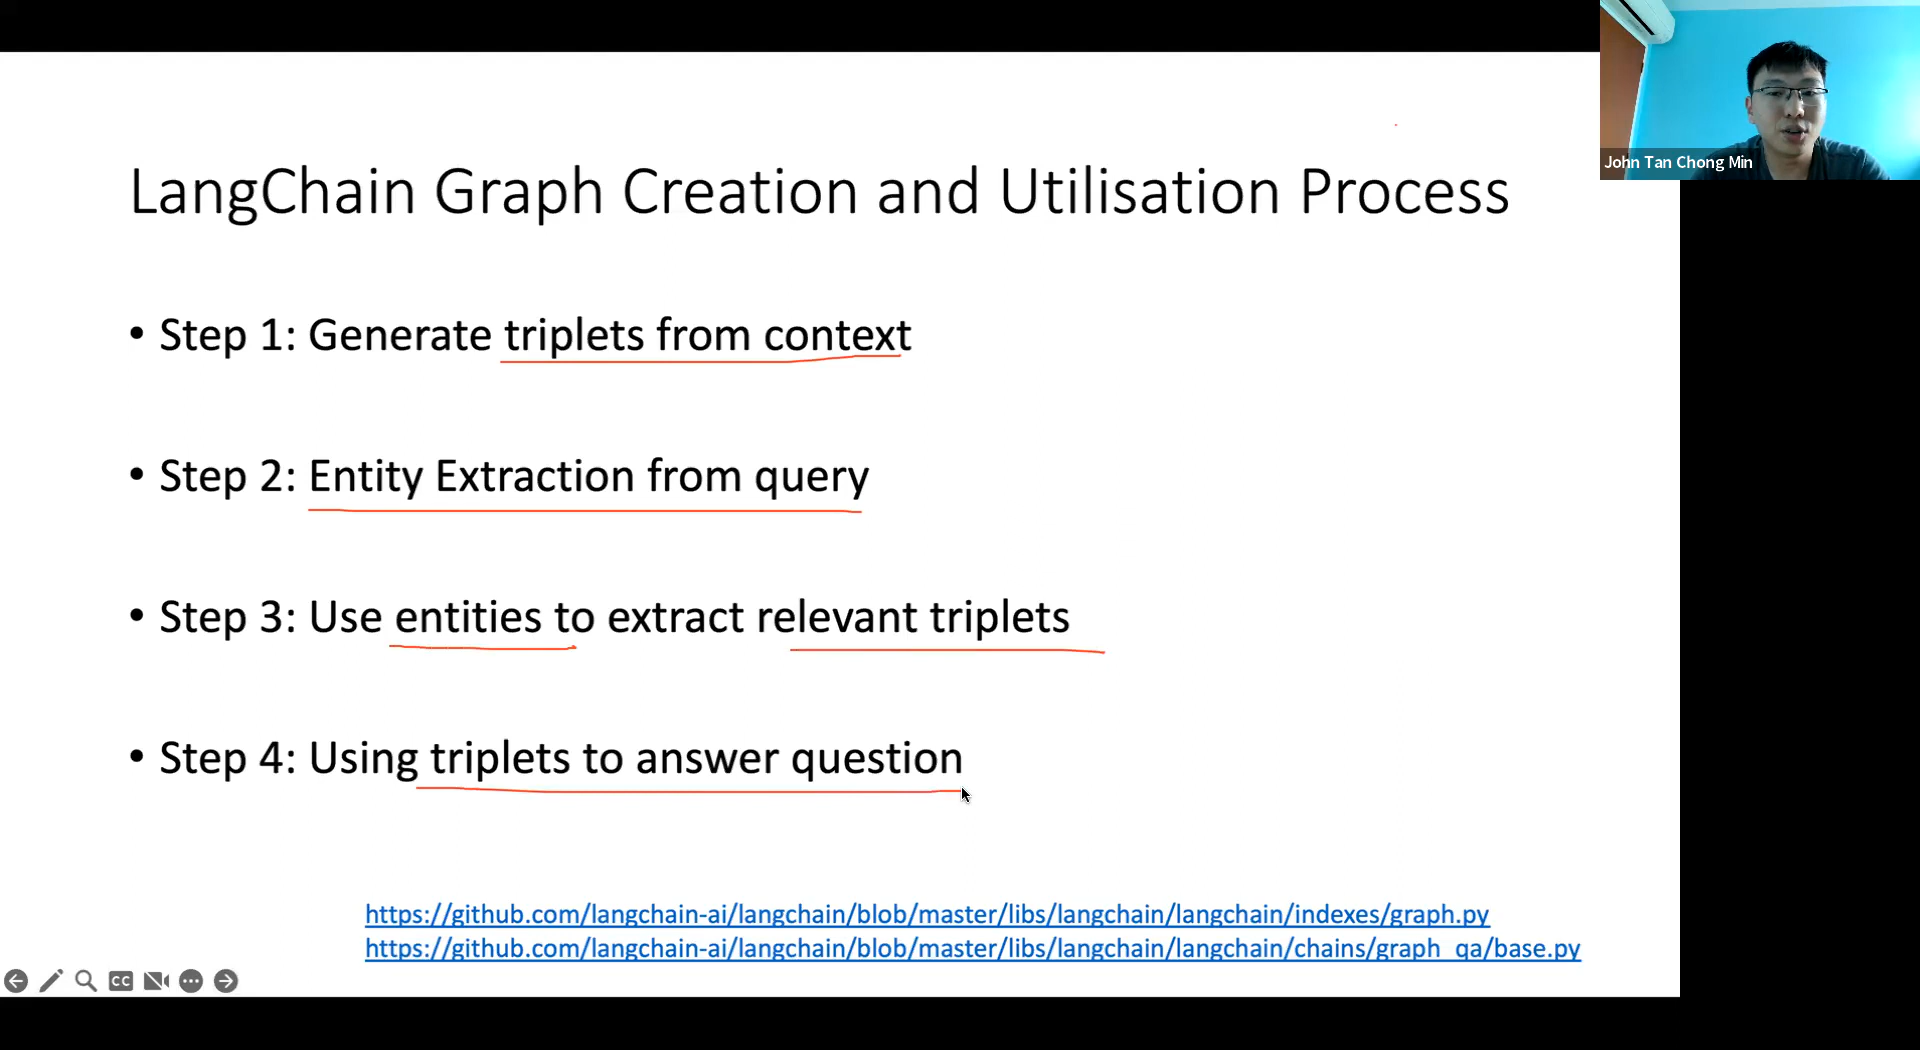 John Tan Chong Min
LangChain Graph Creation and Utilisation Process
• Step 1: Generate triplets from context
• Step 2: Entity Extraction from query
• Step 3: Use entities to extract relevant triplets
• Step 4: Using triplets to answer question
https://github.com/langchain-ai/langchain/blob/master/libs/langchain/langchain/indexes/graph.py
https://github.com/langchain-ai/langchain/blob/master/libs/langchain/langchain/chains/graph_qa/base.py
CC